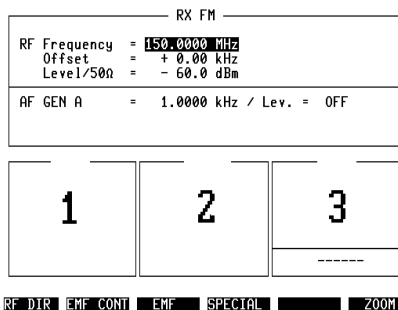 RX FM
RF Frequency = 150.0000 MHz
Offset = + 0.00 kHz
Level/50Ω = - 60.0 dBm
AF GEN A = 1.0000 kHz / Lev. = OFF
1 2 3
------
RF DIR EMF CONT EMF SPECIAL ZOOM